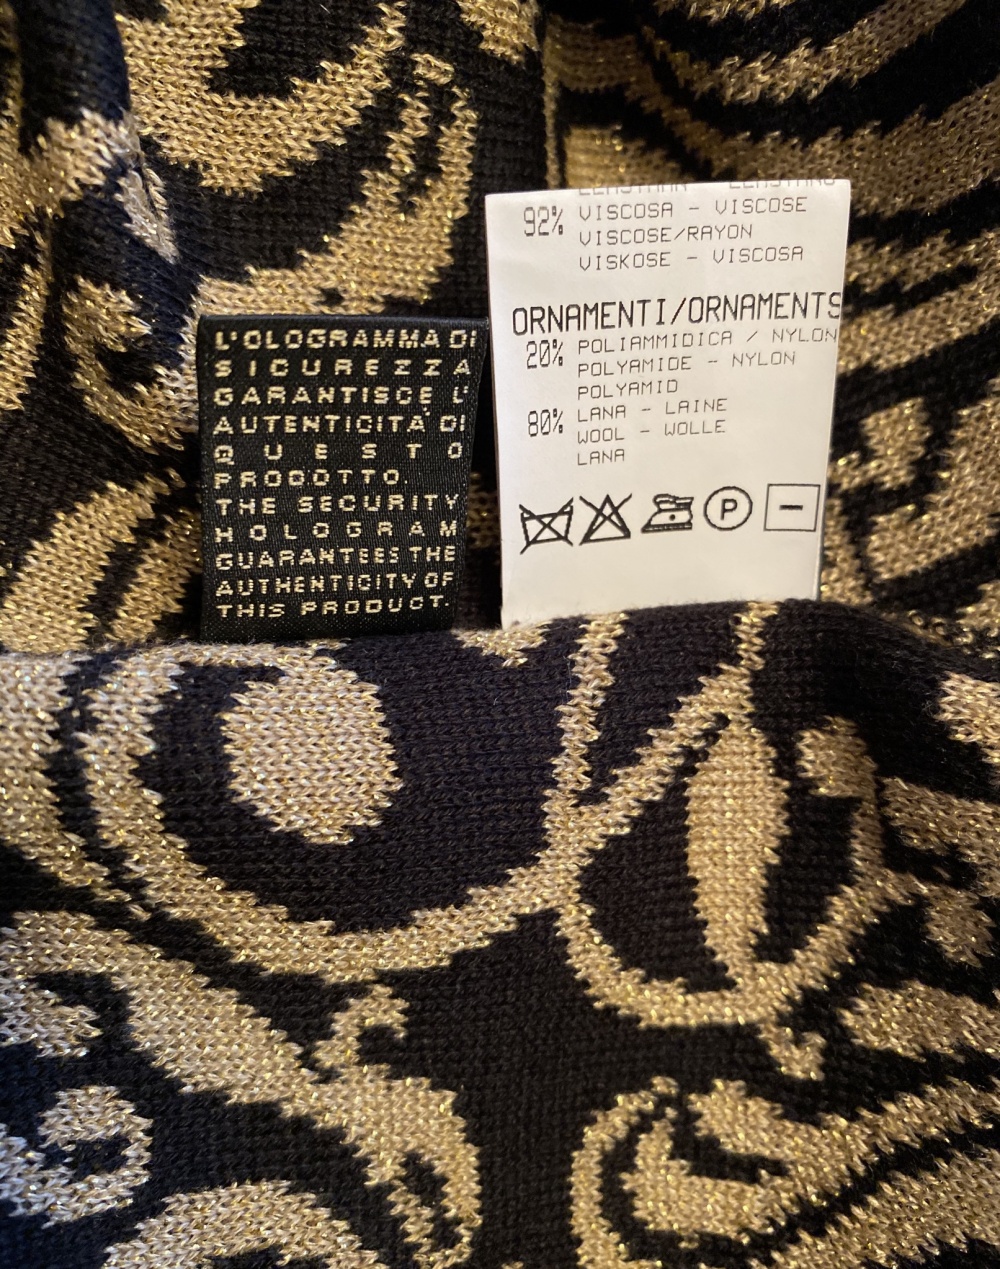 L'OLOGRAMMA DI
SICUREZZA
GARANTISCE L'
AUTENTICITÀ DI
QUESTO
PRODOTTO.
THE SECURITY
HOLOGRAM
GUARANTEES THE
AUTHENTICITY OF
THIS PRODUCT.
ELASTANE
92% VISCOSA - VISCOSE
VISCOSE/RAYON
VISKOSE - VISCOSA
ORNAMENTI/ORNAMENTS
20% POLIAMMIDICA / NYLON
POLYAMIDE - NYLON
POLYAMID
80% LANA - LAINE
WOOL - WOLLE
LANA
P